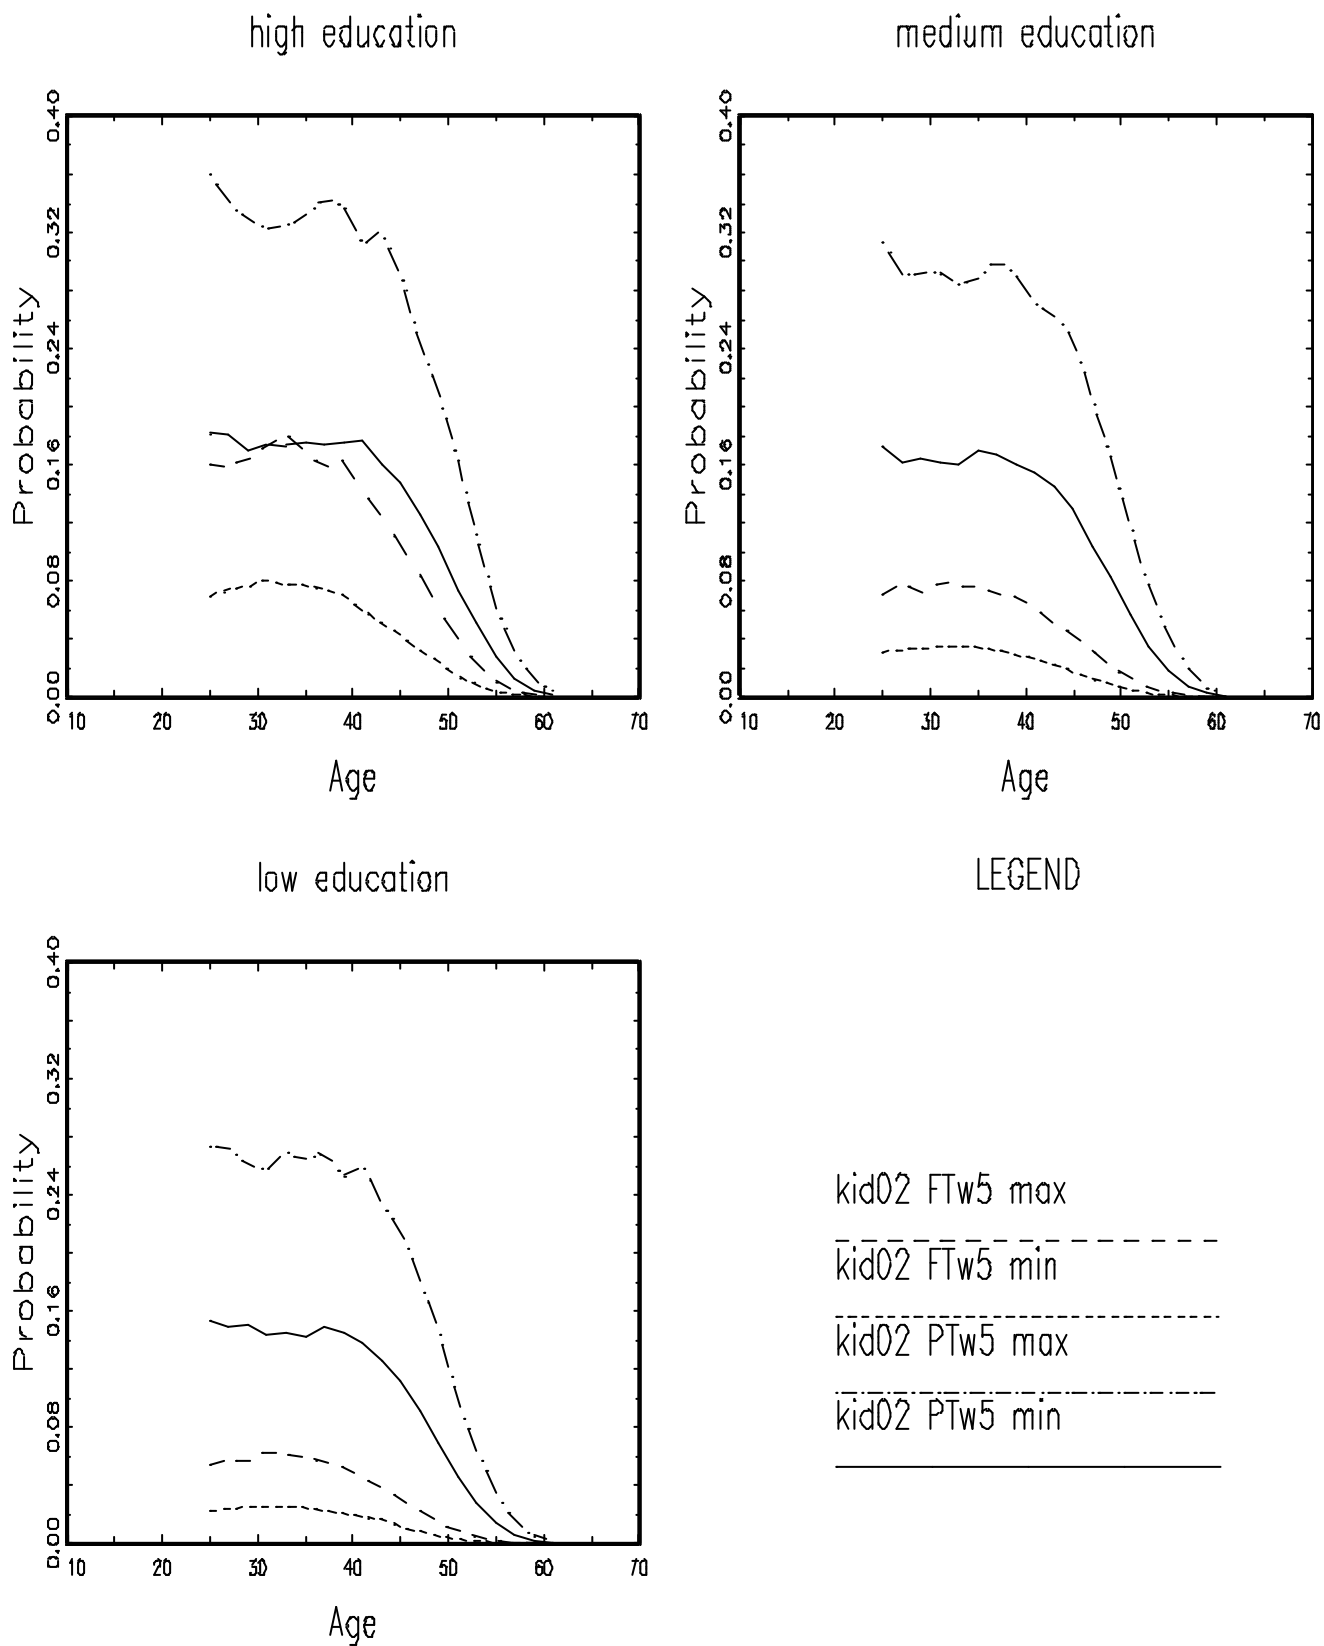 high education
medium education
0.40
0.32
0.24
0.16
0.08
0.00
Probability
10 20 30 40 50 60 70
Age
0.40
0.32
0.24
0.16
0.08
0.00
Probability
10 20 30 40 50 60 70
Age
low education
LEGEND
0.40
0.32
0.24
0.16
0.08
0.00
Probability
10 20 30 40 50 60 70
Age
kid02 FTw5 max
kid02 FTw5 min
kid02 PTw5 max
kid02 PTw5 min